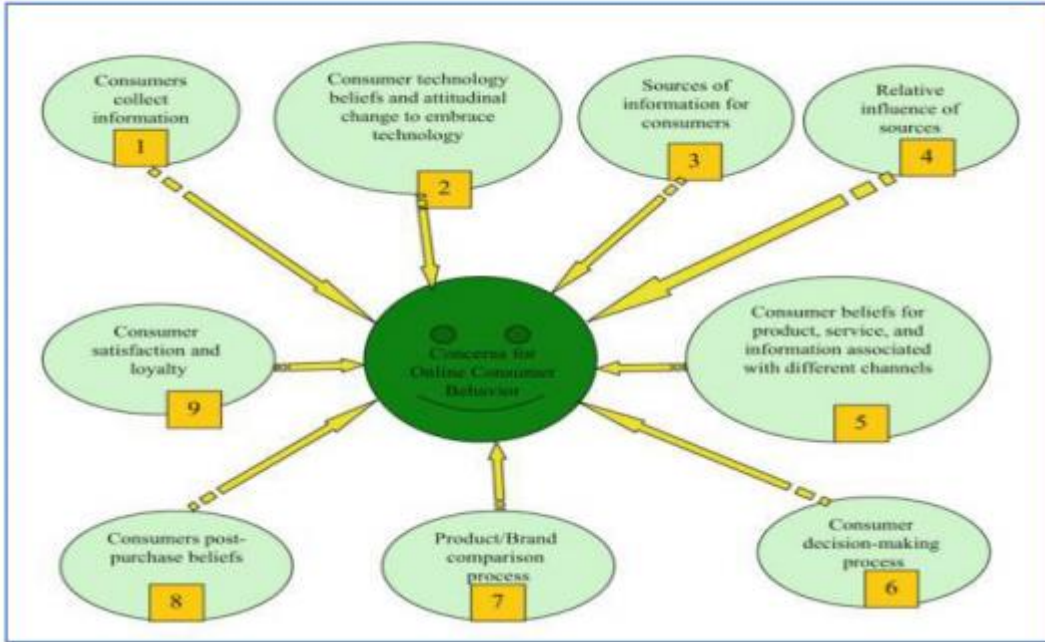 Consumers
collect
information
1
Consumer technology
beliefs and attitudinal
change to embrace
technology
2
Sources of
information for
consumers
3
Relative
influence of
sources
4
Consumer beliefs for
product, service, and
information associated
with different channels
5
Consumer
decision-making
process
6
Product/Brand
comparison
process
7
Consumers post-
purchase beliefs
8
Consumer
satisfaction and
loyalty
9
Concerns for
Online Consumer
Behavior